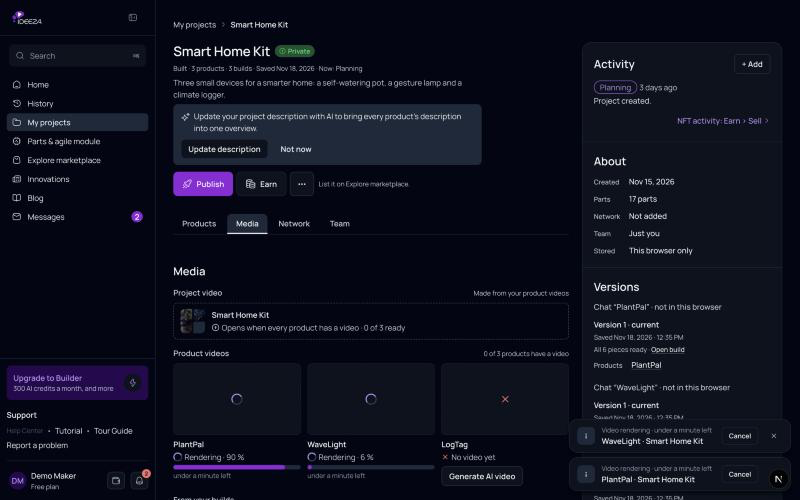 IDEEZA
Search
Home
History
My projects
Parts & agile module
Explore marketplace
Innovations
Blog
Messages
2
Upgrade to Builder
300 AI credits a month, and more
Support
Help Center • Tutorial • Tour Guide
Report a problem
DM
Demo Maker
Free plan
2
My projects > Smart Home Kit
Smart Home Kit
Private
Built · 3 products · 3 builds · Saved Nov 18, 2026 · Now: Planning
Three small devices for a smarter home: a self-watering pot, a gesture lamp and a
climate logger.
Update your project description with AI to bring every product's description
into one overview.
Update description
Not now
Publish
Earn
List it on Explore marketplace.
Products
Media
Network
Team
Media
Project video
Made from your product videos
Smart Home Kit
Opens when every product has a video · 0 of 3 ready
Product videos
0 of 3 products have a video
PlantPal
Rendering · 90 %
under a minute left
WaveLight
Rendering · 6 %
under a minute left
LogTag
No video yet
Generate AI video
From your builds
Activity
+ Add
Planning 3 days ago
Project created.
NFT activity: Earn > Sell >
About
Created Nov 15, 2026
Parts 17 parts
Network Not added
Team Just you
Stored This browser only
Versions
Chat "PlantPal" · not in this browser
Version 1 · current
Saved Nov 18, 2026 · 12:35 PM
All 6 pieces ready · Open build
Products PlantPal
Chat "WaveLight" · not in this browser
Version 1 · current
Saved Nov 18, 2026 · 12:35 PM
Video rendering · under a minute left
WaveLight · Smart Home Kit
Cancel
Video rendering · under a minute left
PlantPal · Smart Home Kit
Cancel
N